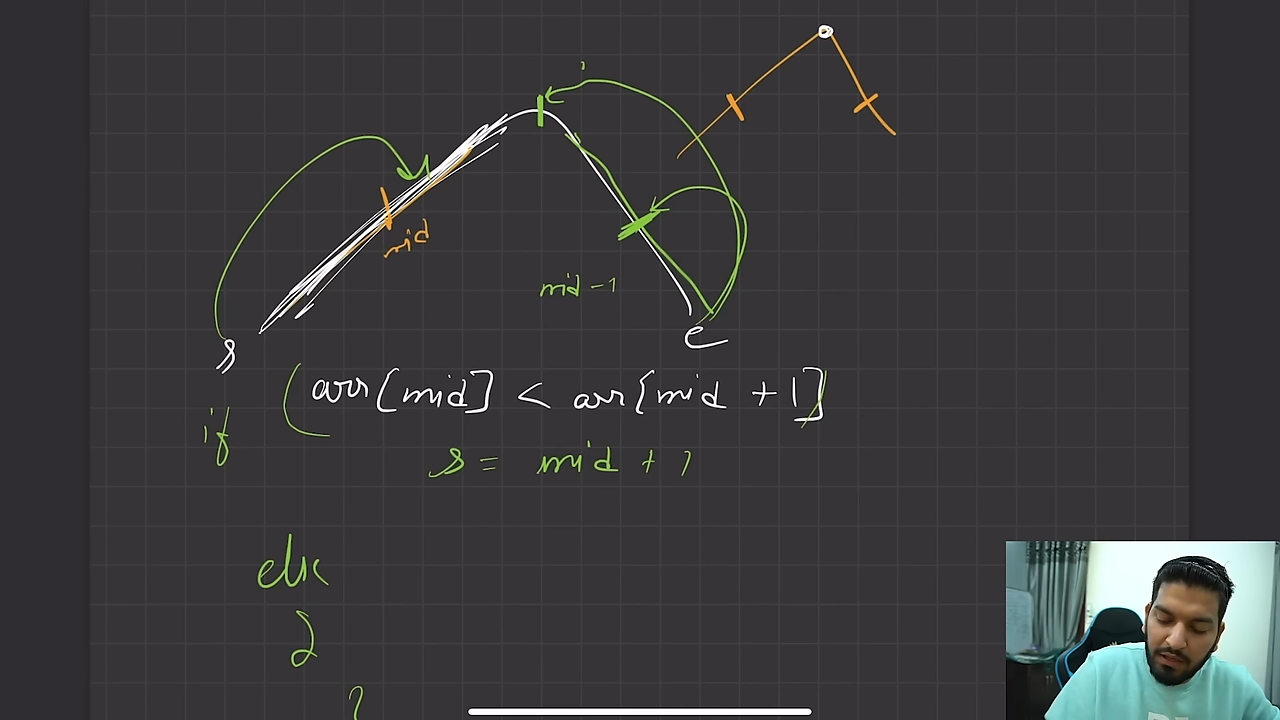 mid
mid - 1
s
e
if (arr[mid] < arr[mid + 1])
s = mid + 1
else